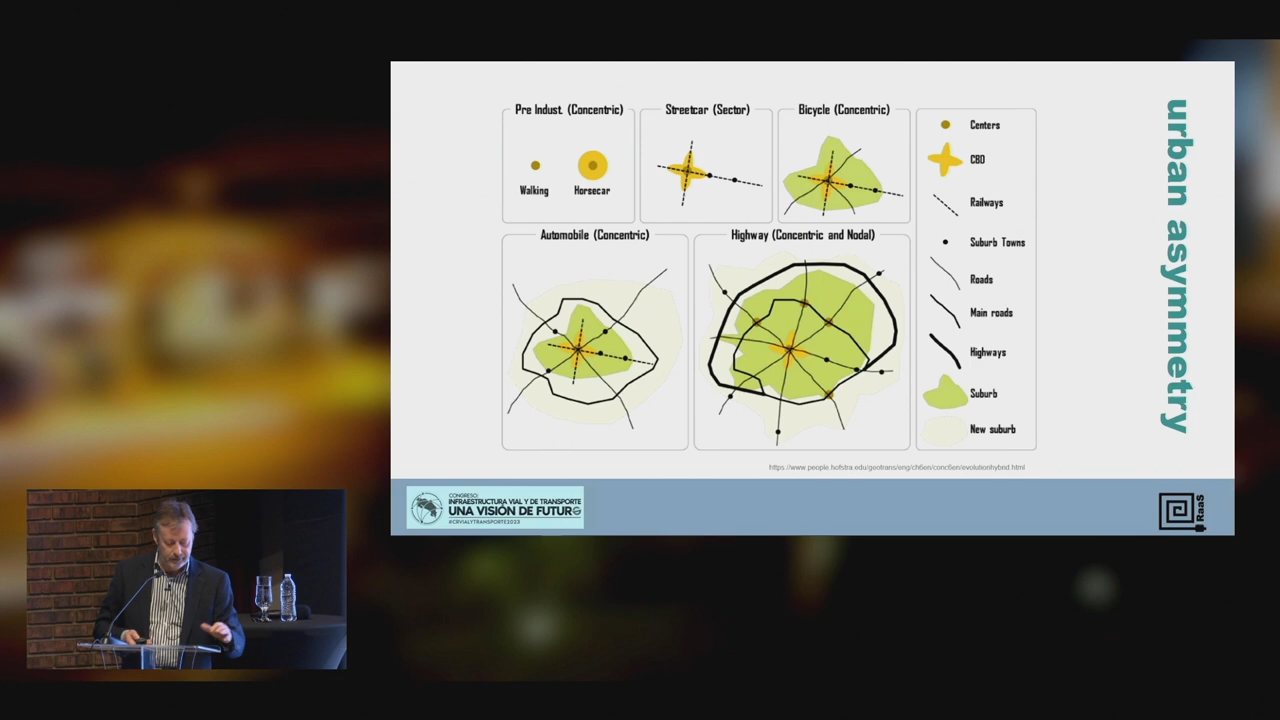 Pre Indust. (Concentric)
Streetcar (Sector)
Bicycle (Concentric)
Walking
Horsecar
Automobile (Concentric)
Highway (Concentric and Nodal)
Centers
CBD
Railways
Suburb Towns
Roads
Main roads
Highways
Suburb
New suburb
urban asymmetry
https://www.people.hofstra.edu/geotrans/eng/ch6en/conc6en/evolutionhybrid.html
CONGRESO:
INFRAESTRUCTURA VIAL Y DE TRANSPORTE
UNA VISIÓN DE FUTURO
#CRVIALYTRANSPORTE2023
RaaS